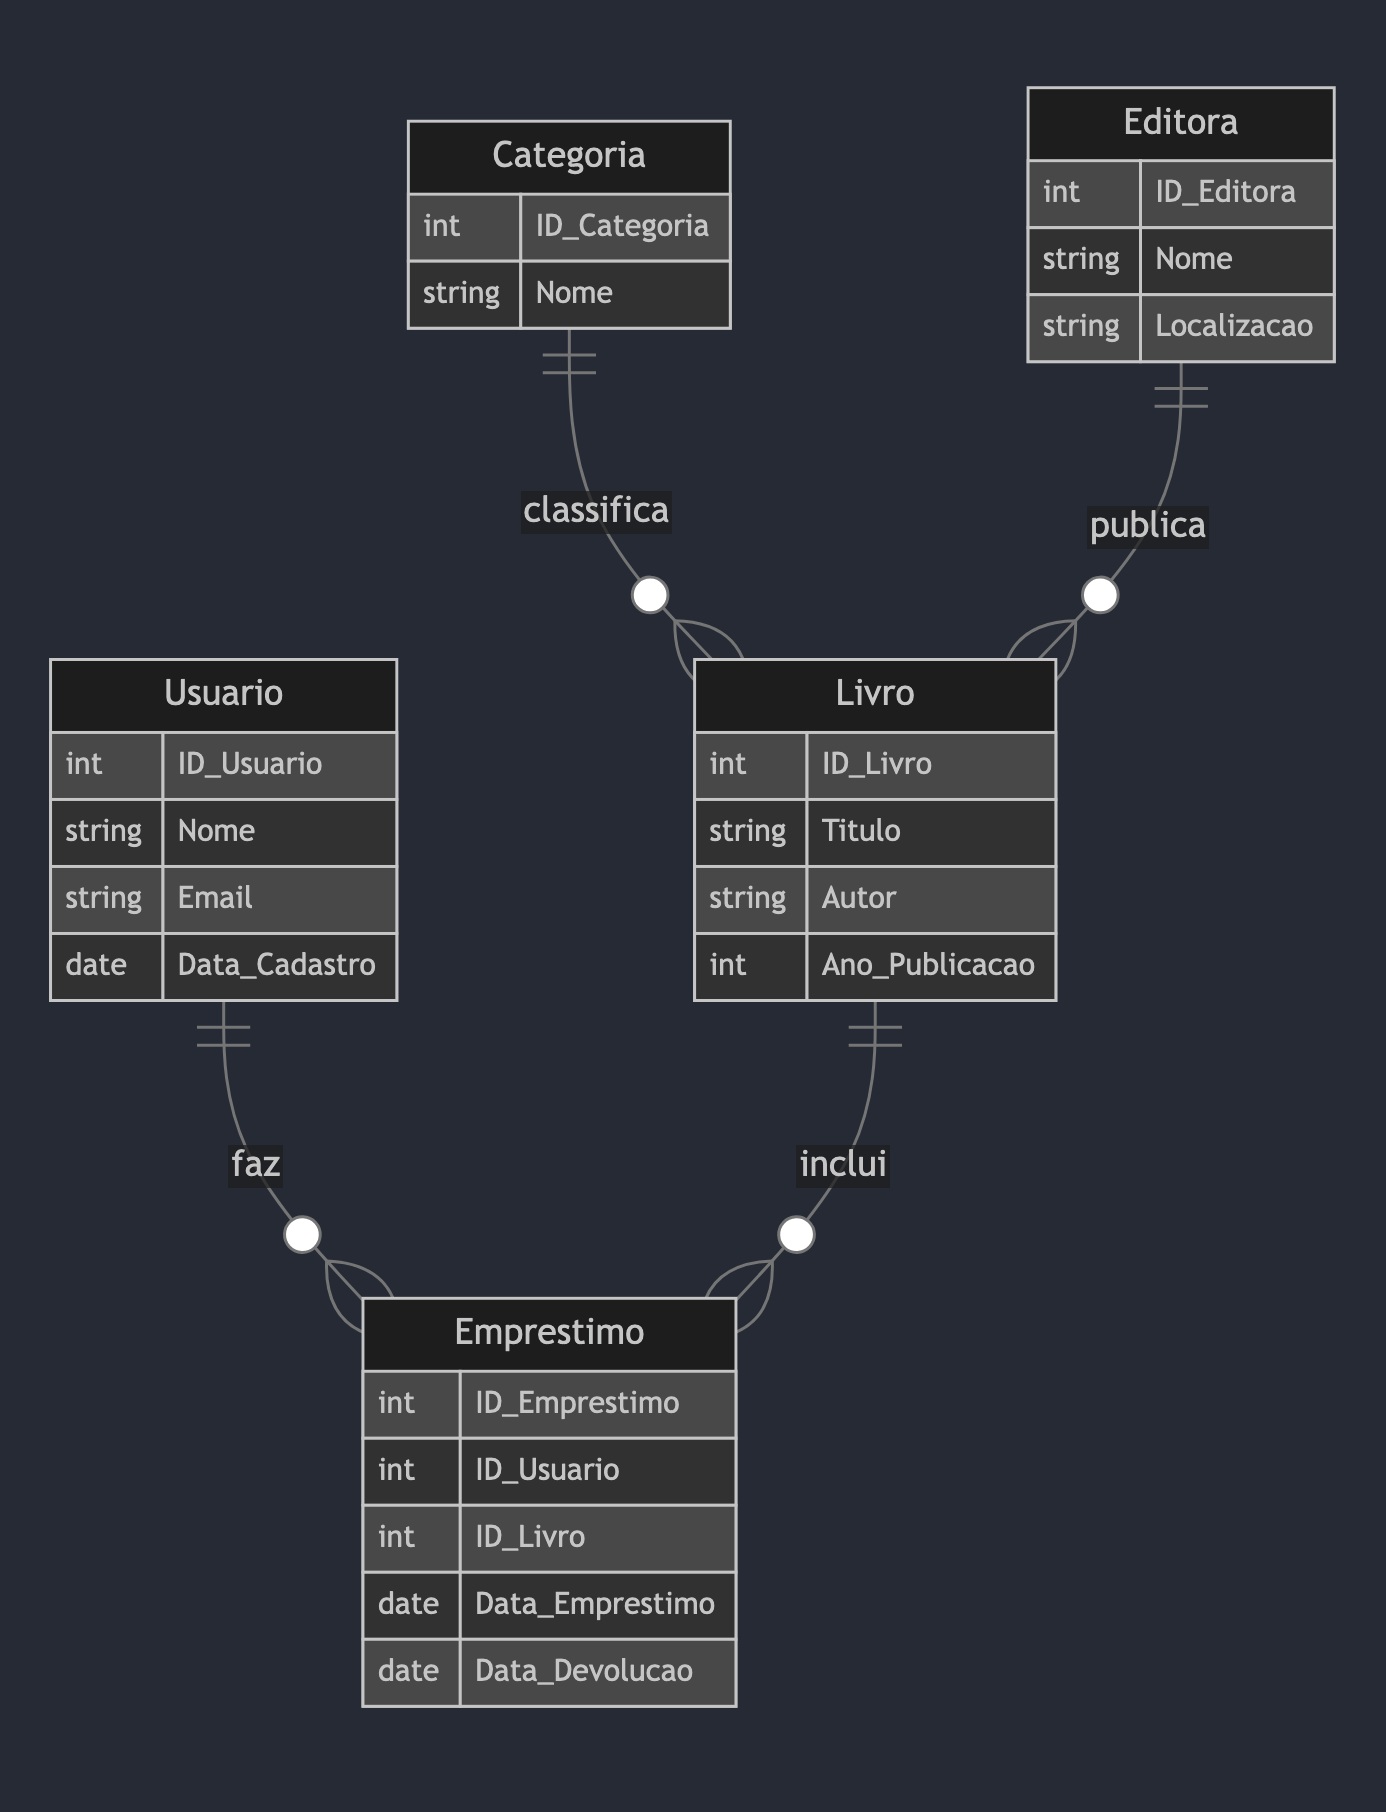 Categoria
int ID_Categoria
string Nome
Editora
int ID_Editora
string Nome
string Localizacao
classifica
publica
Usuario
int ID_Usuario
string Nome
string Email
date Data_Cadastro
Livro
int ID_Livro
string Titulo
string Autor
int Ano_Publicacao
faz
inclui
Emprestimo
int ID_Emprestimo
int ID_Usuario
int ID_Livro
date Data_Emprestimo
date Data_Devolucao